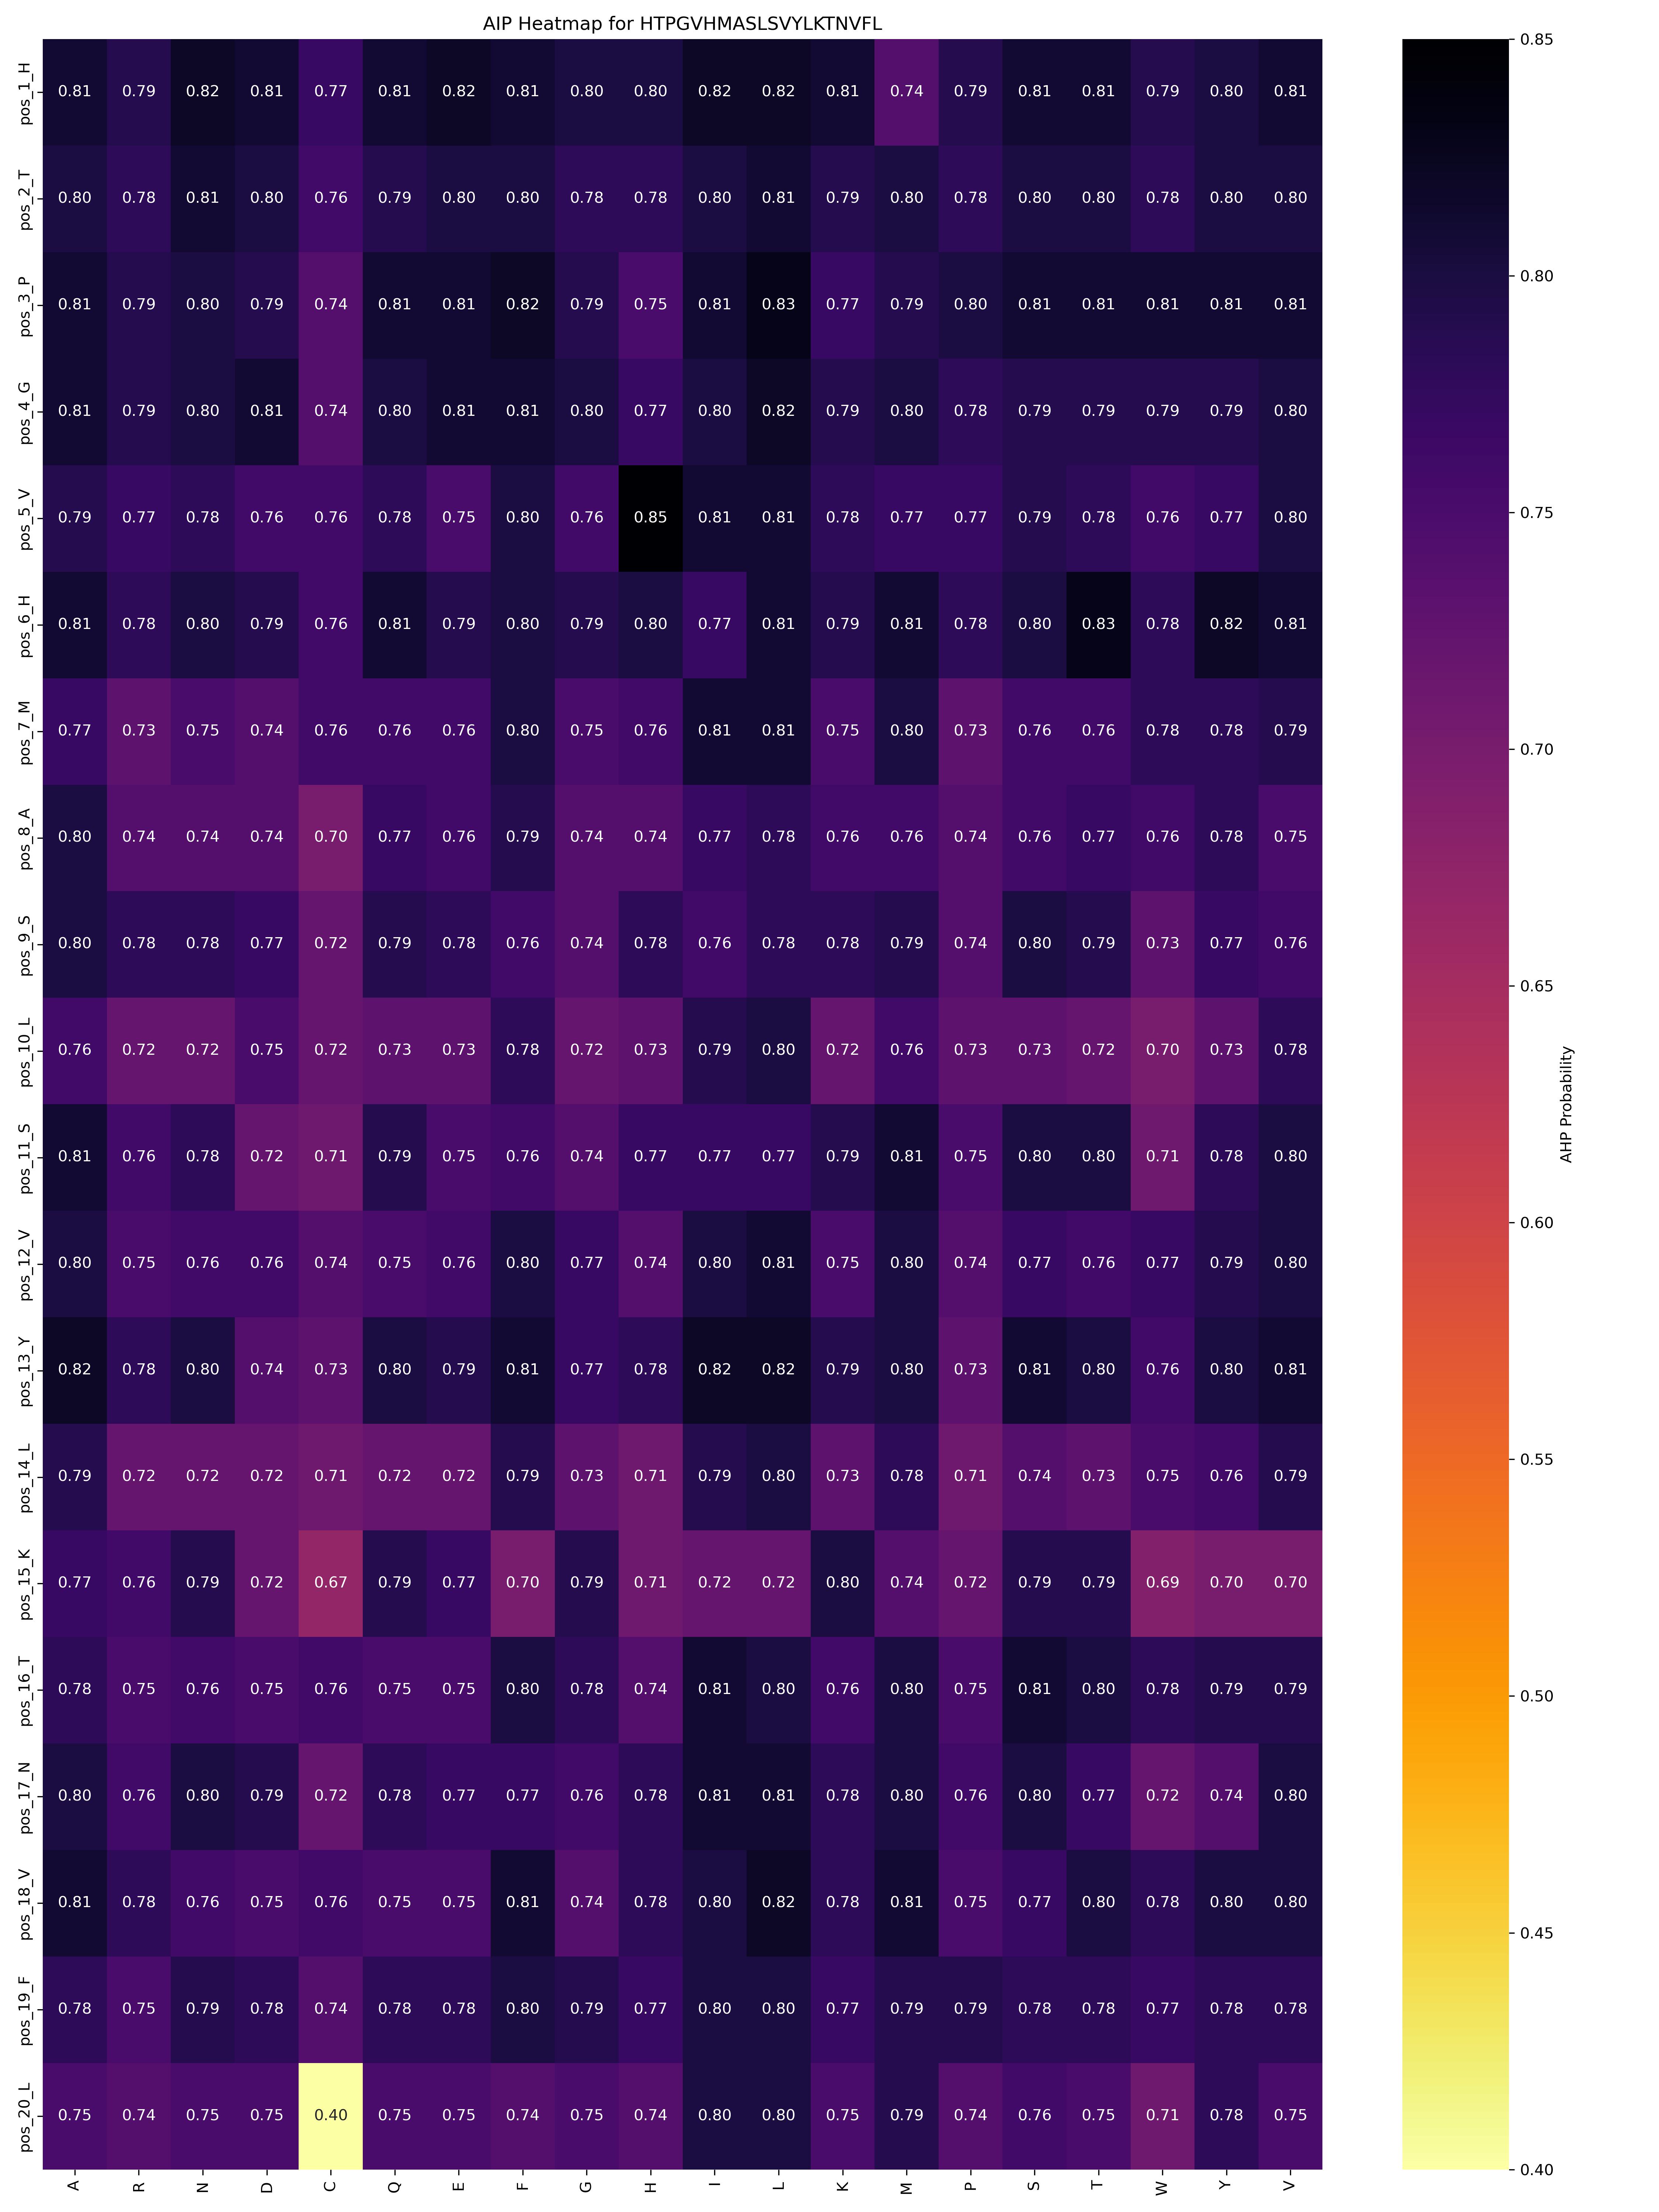 AIP Heatmap for HTPGVHMASLSVYLKTNVFL
pos_1_H 0.81 0.79 0.82 0.81 0.77 0.81 0.82 0.81 0.80 0.80 0.82 0.82 0.81 0.74 0.79 0.81 0.81 0.79 0.80 0.81
pos_2_T 0.80 0.78 0.81 0.80 0.76 0.79 0.80 0.80 0.78 0.78 0.80 0.81 0.79 0.80 0.78 0.80 0.80 0.78 0.80 0.80
pos_3_P 0.81 0.79 0.80 0.79 0.74 0.81 0.81 0.82 0.79 0.75 0.81 0.83 0.77 0.79 0.80 0.81 0.81 0.81 0.81 0.81
pos_4_G 0.81 0.79 0.80 0.81 0.74 0.80 0.81 0.81 0.80 0.77 0.80 0.82 0.79 0.80 0.78 0.79 0.79 0.79 0.79 0.80
pos_5_V 0.79 0.77 0.78 0.76 0.76 0.78 0.75 0.80 0.76 0.85 0.81 0.81 0.78 0.77 0.77 0.79 0.78 0.76 0.77 0.80
pos_6_H 0.81 0.78 0.80 0.79 0.76 0.81 0.79 0.80 0.79 0.80 0.77 0.81 0.79 0.81 0.78 0.80 0.83 0.78 0.82 0.81
pos_7_M 0.77 0.73 0.75 0.74 0.76 0.76 0.76 0.80 0.75 0.76 0.81 0.81 0.75 0.80 0.73 0.76 0.76 0.78 0.78 0.79
pos_8_A 0.80 0.74 0.74 0.74 0.70 0.77 0.76 0.79 0.74 0.74 0.77 0.78 0.76 0.76 0.74 0.76 0.77 0.76 0.78 0.75
pos_9_S 0.80 0.78 0.78 0.77 0.72 0.79 0.78 0.76 0.74 0.78 0.76 0.78 0.78 0.79 0.74 0.80 0.79 0.73 0.77 0.76
pos_10_L 0.76 0.72 0.72 0.75 0.72 0.73 0.73 0.78 0.72 0.73 0.79 0.80 0.72 0.76 0.73 0.73 0.72 0.70 0.73 0.78
pos_11_S 0.81 0.76 0.78 0.72 0.71 0.79 0.75 0.76 0.74 0.77 0.77 0.77 0.79 0.81 0.75 0.80 0.80 0.71 0.78 0.80
pos_12_V 0.80 0.75 0.76 0.76 0.74 0.75 0.76 0.80 0.77 0.74 0.80 0.81 0.75 0.80 0.74 0.77 0.76 0.77 0.79 0.80
pos_13_Y 0.82 0.78 0.80 0.74 0.73 0.80 0.79 0.81 0.77 0.78 0.82 0.82 0.79 0.80 0.73 0.81 0.80 0.76 0.80 0.81
pos_14_L 0.79 0.72 0.72 0.72 0.71 0.72 0.72 0.79 0.73 0.71 0.79 0.80 0.73 0.78 0.71 0.74 0.73 0.75 0.76 0.79
pos_15_K 0.77 0.76 0.79 0.72 0.67 0.79 0.77 0.70 0.79 0.71 0.72 0.72 0.80 0.74 0.72 0.79 0.79 0.69 0.70 0.70
pos_16_T 0.78 0.75 0.76 0.75 0.76 0.75 0.75 0.80 0.78 0.74 0.81 0.80 0.76 0.80 0.75 0.81 0.80 0.78 0.79 0.79
pos_17_N 0.80 0.76 0.80 0.79 0.72 0.78 0.77 0.77 0.76 0.78 0.81 0.81 0.78 0.80 0.76 0.80 0.77 0.72 0.74 0.80
pos_18_V 0.81 0.78 0.76 0.75 0.76 0.75 0.75 0.81 0.74 0.78 0.80 0.82 0.78 0.81 0.75 0.77 0.80 0.78 0.80 0.80
pos_19_F 0.78 0.75 0.79 0.78 0.74 0.78 0.78 0.80 0.79 0.77 0.80 0.80 0.77 0.79 0.79 0.78 0.78 0.77 0.78 0.78
pos_20_L 0.75 0.74 0.75 0.75 0.40 0.75 0.75 0.74 0.75 0.74 0.80 0.80 0.75 0.79 0.74 0.76 0.75 0.71 0.78 0.75
A R N D C Q E F G H I L K M P S T W Y V
0.85
0.80
0.75
0.70
0.65
0.60
0.55
0.50
0.45
0.40
AHP Probability